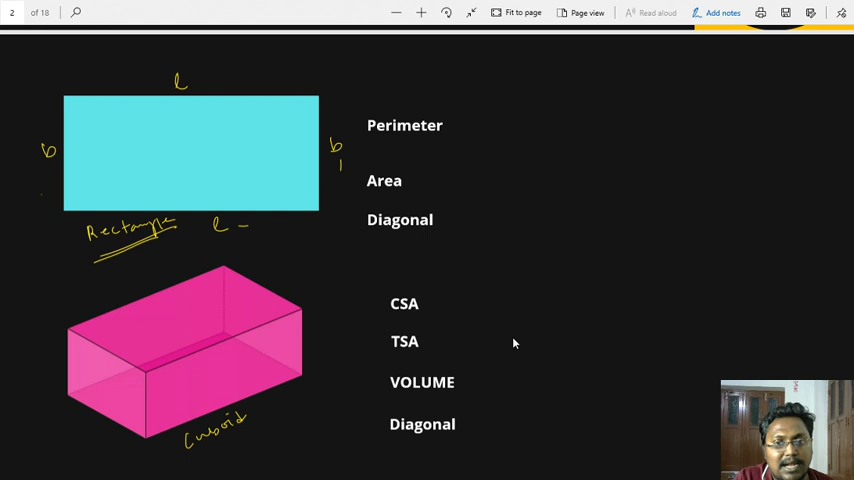 2 of 18
Fit to page
Page view
Read aloud
Add notes
l
b
b
Perimeter
Area
Diagonal
Rectangle
l -
CSA
TSA
VOLUME
Diagonal
Cuboid